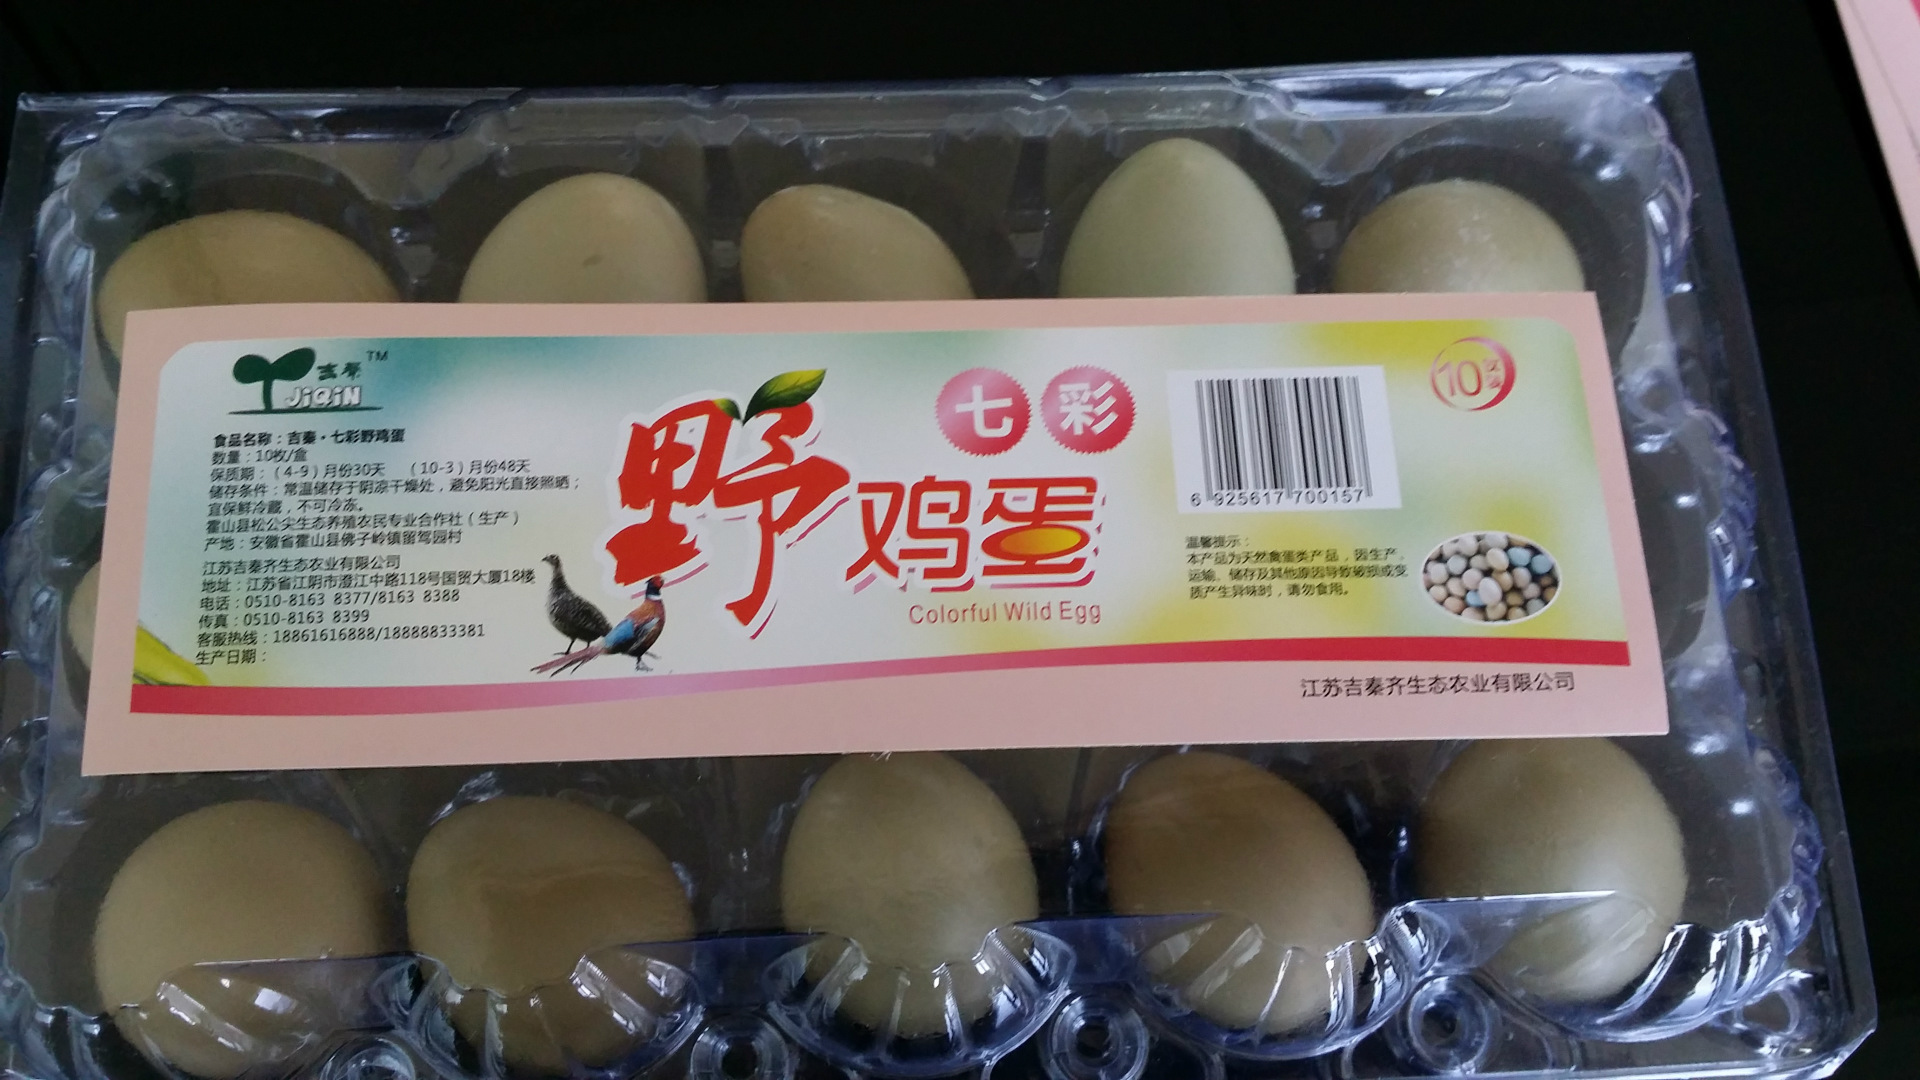 吉秦 TM
JiQiN
食品名称：吉秦·七彩野鸡蛋
数量：10枚/盒
保质期：（4-9）月份30天 （10-3）月份48天
储存条件：常温储存于阴凉干燥处，避免阳光直接照晒；
宜保鲜冷藏，不可冷冻。
霍山县松公尖生态养殖农民专业合作社（生产）
产地：安徽省霍山县佛子岭镇留驾园村
江苏吉秦齐生态农业有限公司
地址：江苏省江阴市澄江中路118号国贸大厦18楼
电话：0510-8163 8377/8163 8388
传真：0510-8163 8399
客服热线：18861616888/18888833381
生产日期：
七彩
野鸡蛋
Colorful Wild Egg
6 925617 700157
10枚装
温馨提示：
本产品为天然禽蛋类产品，因生产、
运输、储存及其他原因导致破损或变
质产生异味时，请勿食用。
江苏吉秦齐生态农业有限公司